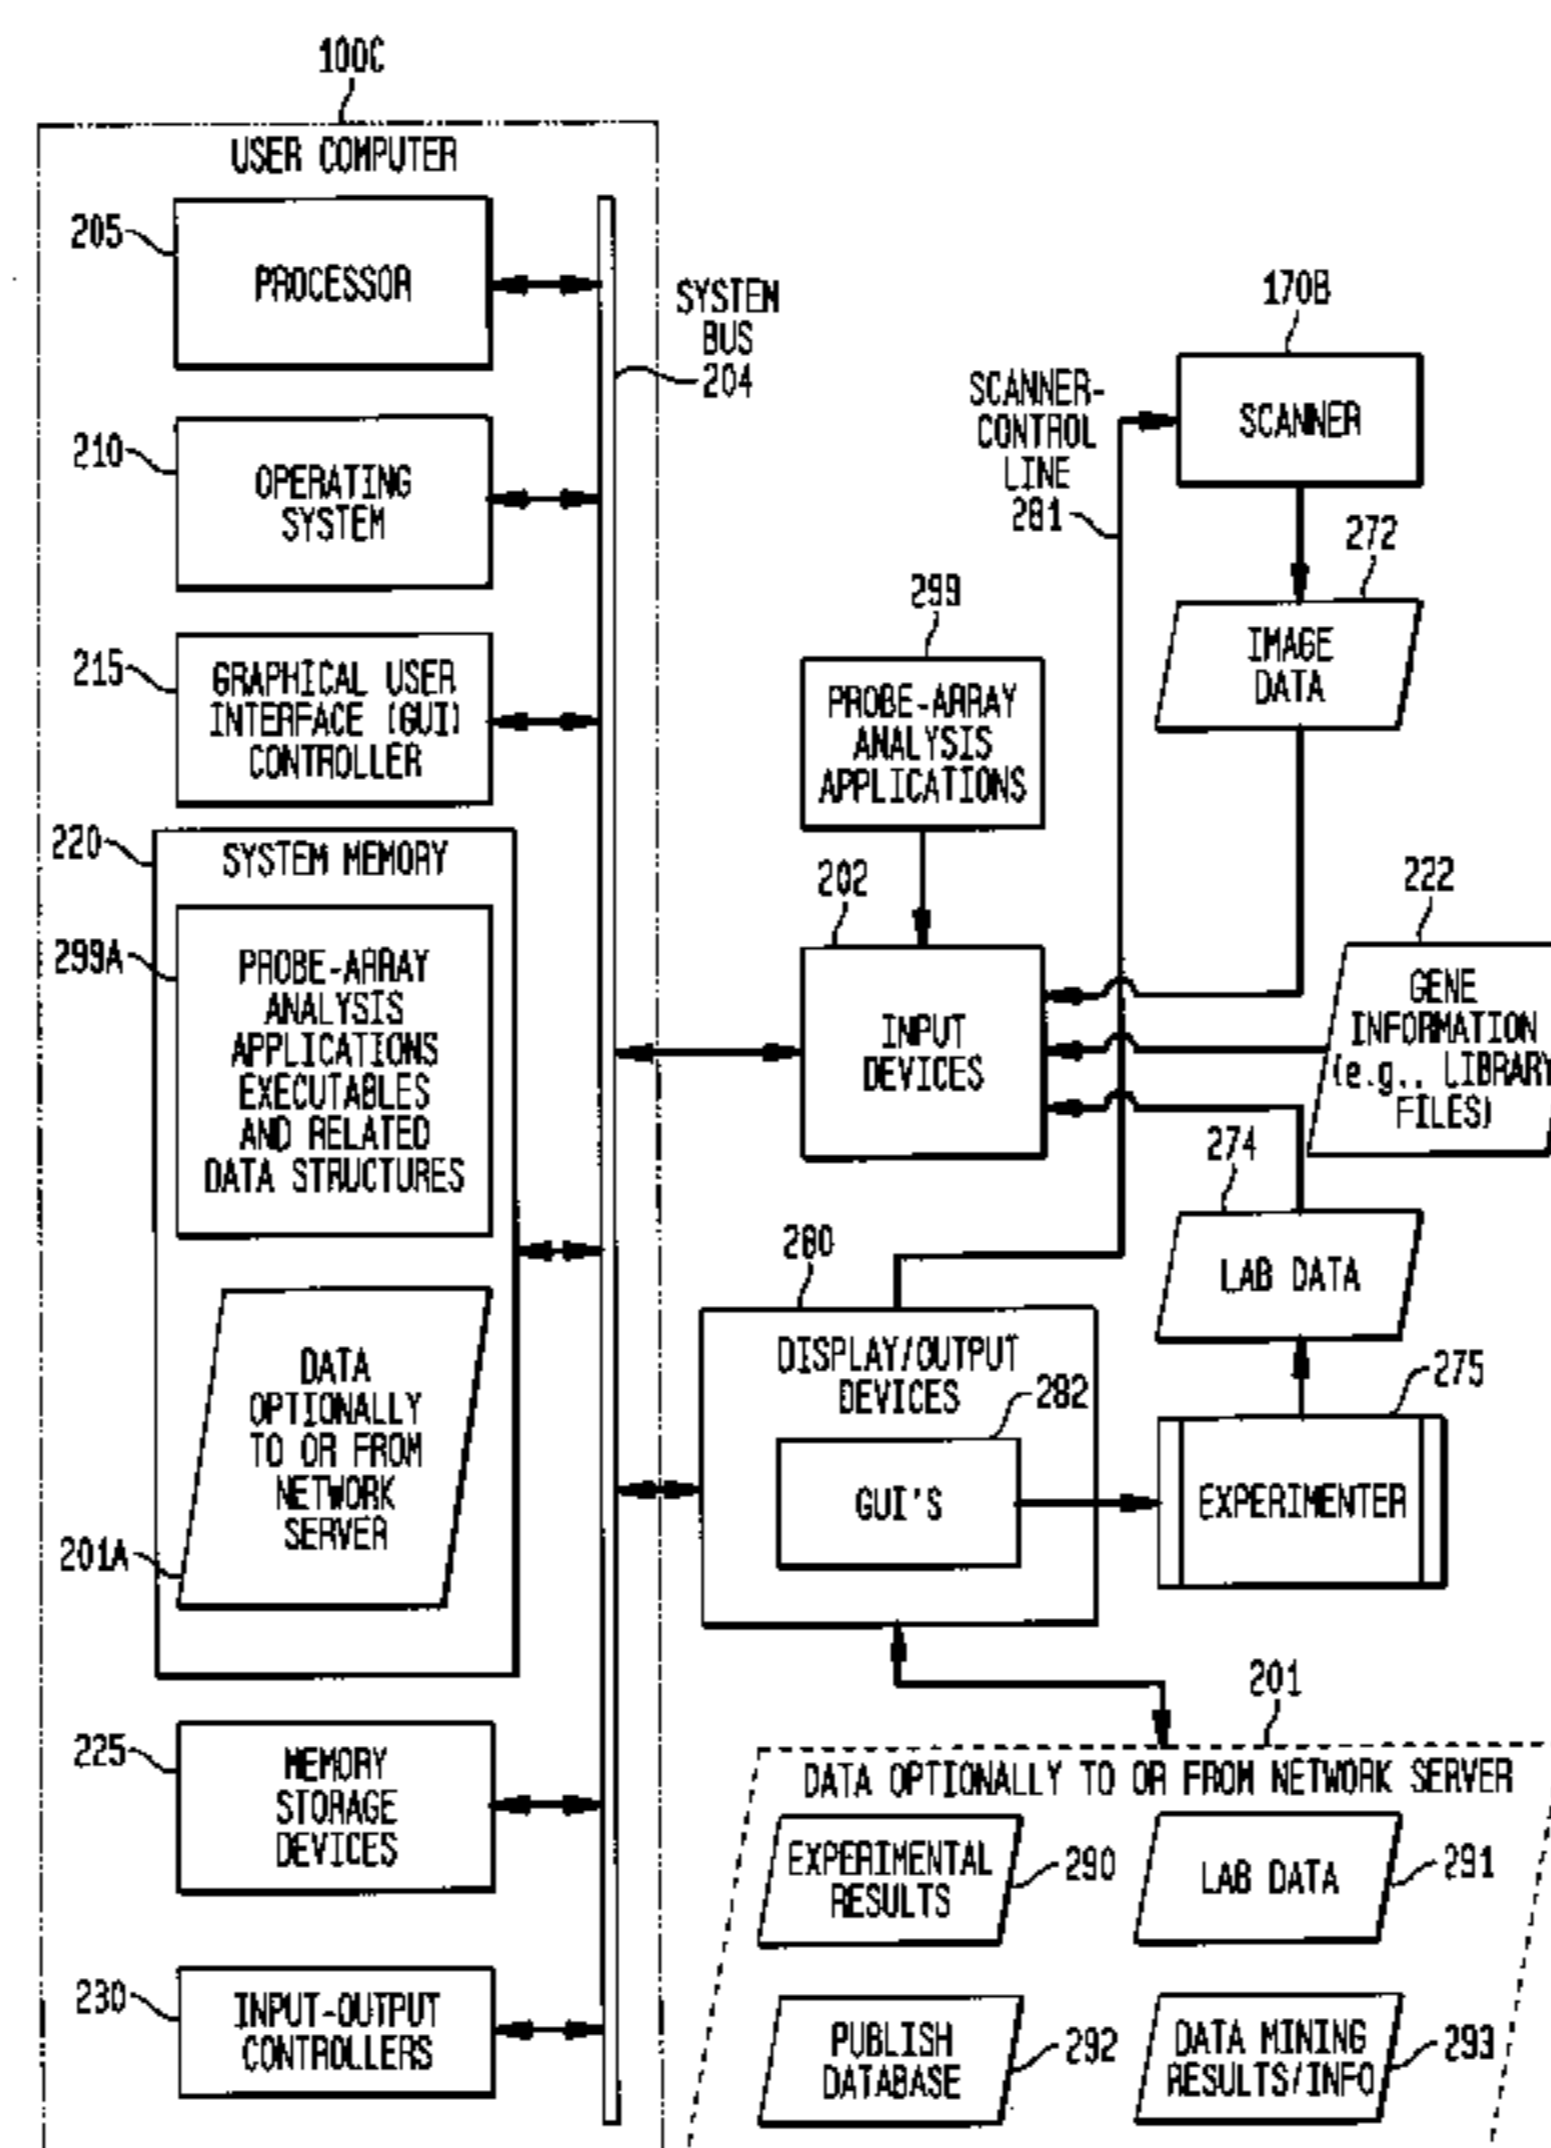 100C
USER COMPUTER
205
PROCESSOR
SYSTEM
BUS
204
210
OPERATING
SYSTEM
215
GRAPHICAL USER
INTERFACE (GUI)
CONTROLLER
220
SYSTEM MEMORY
299A
PROBE-ARRAY
ANALYSIS
APPLICATIONS
EXECUTABLES
AND RELATED
DATA STRUCTURES
DATA
OPTIONALLY
TO OR FROM
NETWORK
SERVER
201A
225
MEMORY
STORAGE
DEVICES
230
INPUT-OUTPUT
CONTROLLERS
170B
SCANNER
SCANNER-
CONTROL
LINE
281
272
IMAGE
DATA
299
PROBE-ARRAY
ANALYSIS
APPLICATIONS
202
INPUT
DEVICES
222
GENE
INFORMATION
(e.g., LIBRARY
FILES)
274
LAB DATA
280
DISPLAY/OUTPUT
DEVICES
282
GUI'S
275
EXPERIMENTER
201
DATA OPTIONALLY TO OR FROM NETWORK SERVER
EXPERIMENTAL
RESULTS
290
LAB DATA
291
PUBLISH
DATABASE
292
DATA MINING
RESULTS/INFO
293